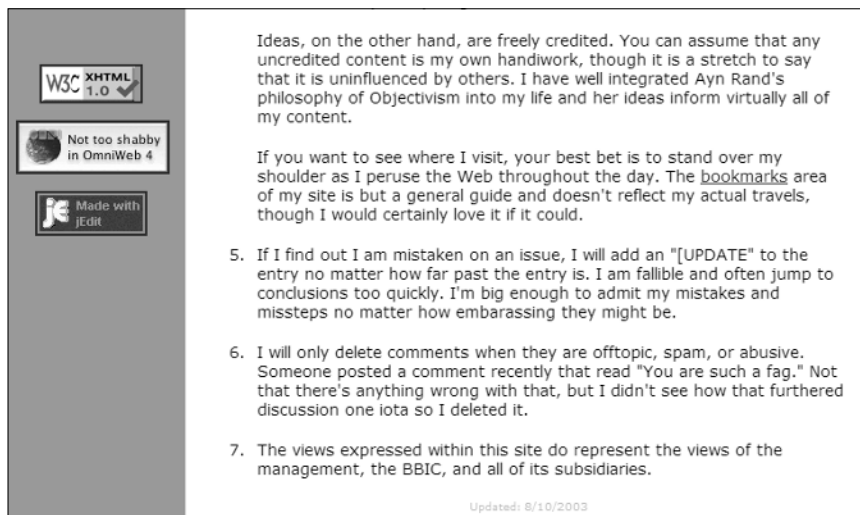 W3C XHTML 1.0
Not too shabby
in OmniWeb 4
jE Made with
jEdit
Ideas, on the other hand, are freely credited. You can assume that any
uncredited content is my own handiwork, though it is a stretch to say
that it is uninfluenced by others. I have well integrated Ayn Rand's
philosophy of Objectivism into my life and her ideas inform virtually all of
my content.
If you want to see where I visit, your best bet is to stand over my
shoulder as I peruse the Web throughout the day. The bookmarks area
of my site is but a general guide and doesn't reflect my actual travels,
though I would certainly love it if it could.
5. If I find out I am mistaken on an issue, I will add an "[UPDATE" to the
entry no matter how far past the entry is. I am fallible and often jump to
conclusions too quickly. I'm big enough to admit my mistakes and
missteps no matter how embarassing they might be.
6. I will only delete comments when they are offtopic, spam, or abusive.
Someone posted a comment recently that read "You are such a fag." Not
that there's anything wrong with that, but I didn't see how that furthered
discussion one iota so I deleted it.
7. The views expressed within this site do represent the views of the
management, the BBIC, and all of its subsidiaries.
Updated: 8/10/2003